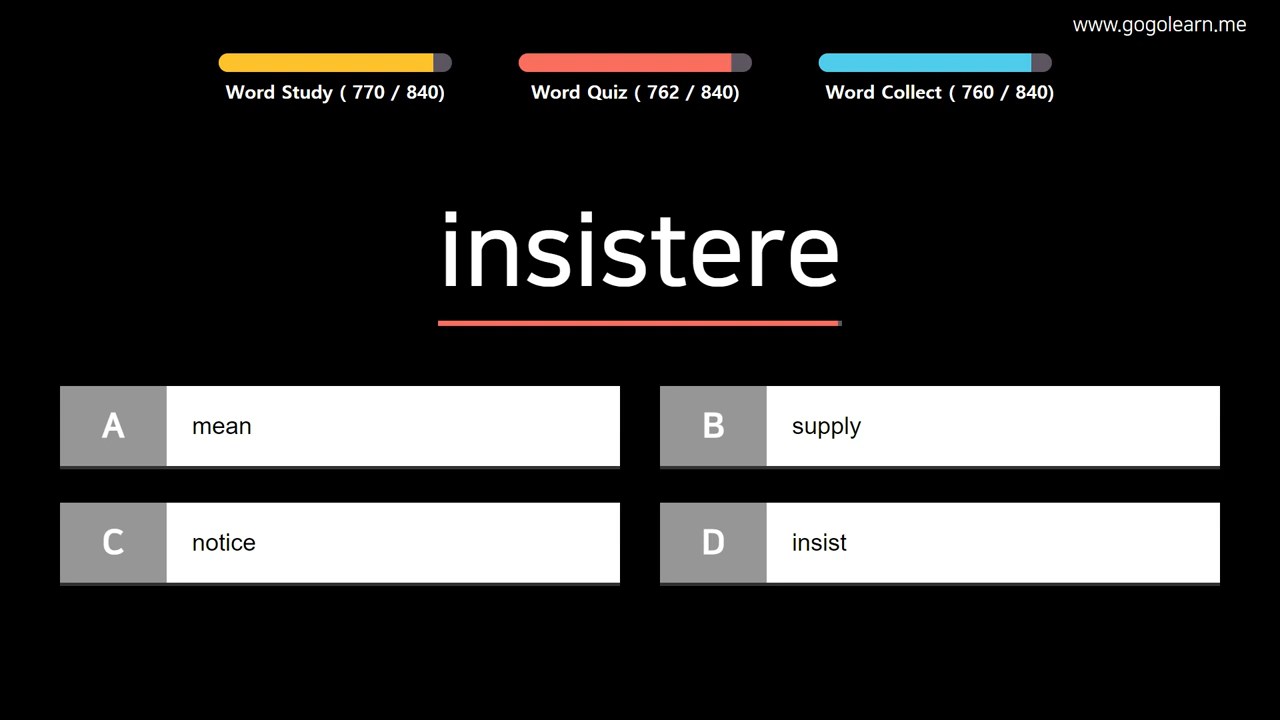 www.gogolearn.me
Word Study ( 770 / 840)
Word Quiz ( 762 / 840)
Word Collect ( 760 / 840)
insistere
A mean
B supply
C notice
D insist